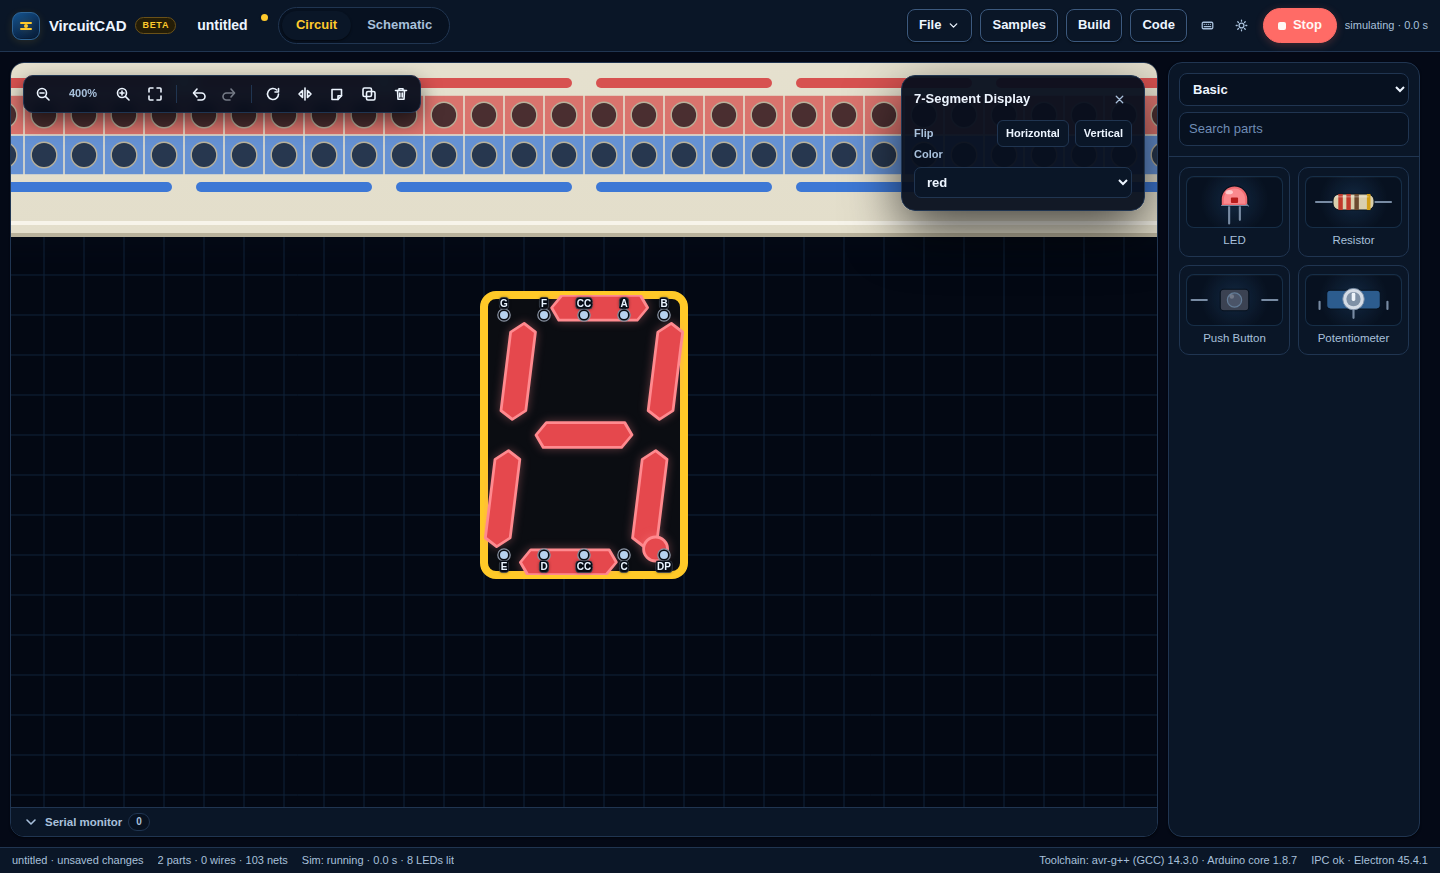 VircuitCAD BETA untitled Circuit Schematic File Samples Build Code Stop simulating · 0.0 s
100%
7-Segment Display
Flip Horizontal Vertical
Color
red
Basic
Search parts
LED Resistor
Push Button Potentiometer
G F CC A B
E D CC C DP
Serial monitor 0
untitled · unsaved changes 2 parts · 0 wires · 103 nets Sim: running · 0.0 s · 8 LEDs lit Toolchain: avr-g++ (GCC) 14.3.0 · Arduino core 1.8.7 IPC ok · Electron 45.4.1